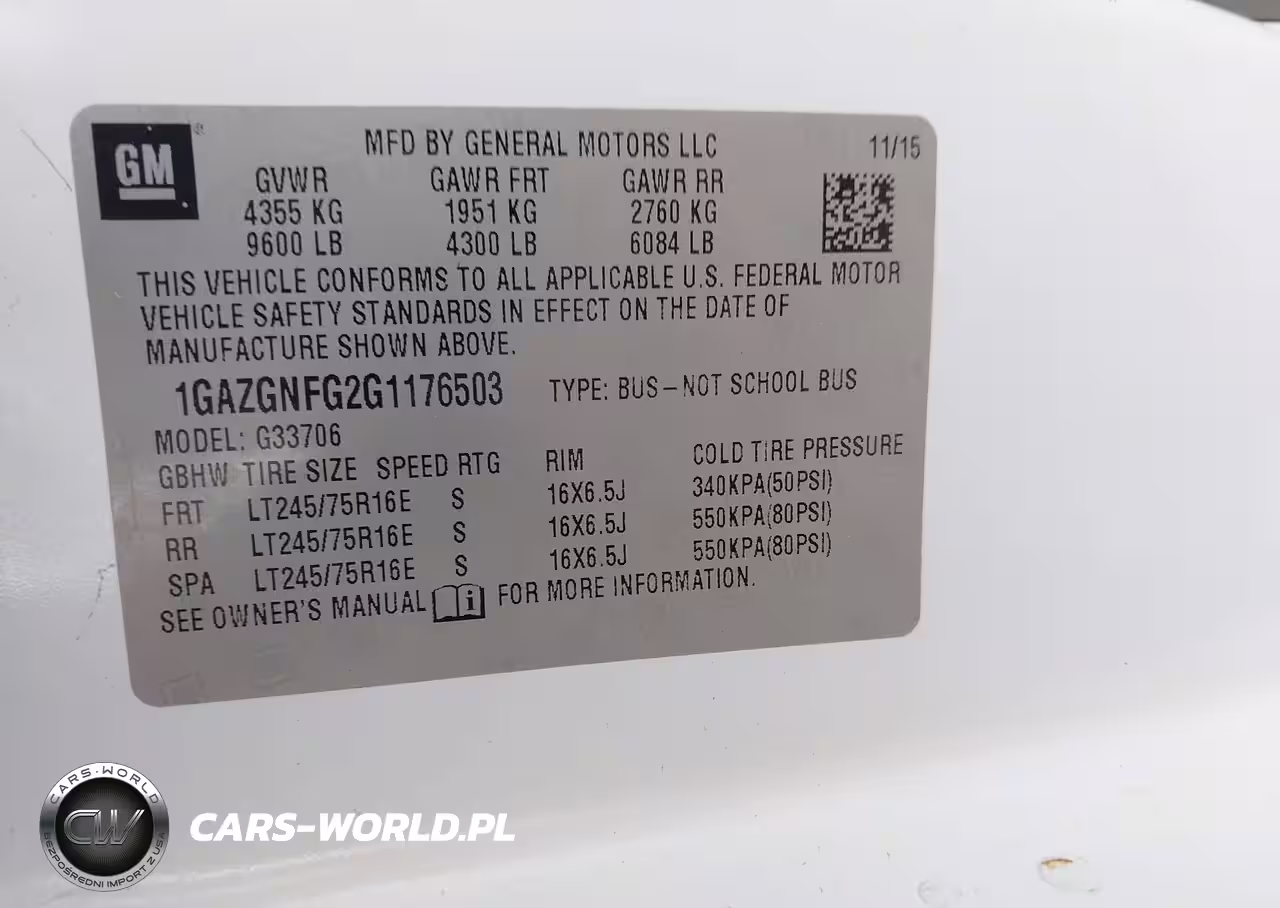 GM
MFD BY GENERAL MOTORS LLC 11/15
GVWR GAWR FRT GAWR RR
4355 KG 1951 KG 2760 KG
9600 LB 4300 LB 6084 LB
THIS VEHICLE CONFORMS TO ALL APPLICABLE U.S. FEDERAL MOTOR
VEHICLE SAFETY STANDARDS IN EFFECT ON THE DATE OF
MANUFACTURE SHOWN ABOVE.
1GAZGNFG2G1176503 TYPE: BUS-NOT SCHOOL BUS
MODEL: G33706
GBHW TIRE SIZE SPEED RTG RIM COLD TIRE PRESSURE
FRT LT245/75R16E S 16X6.5J 340KPA(50PSI)
RR LT245/75R16E S 16X6.5J 550KPA(80PSI)
SPA LT245/75R16E S 16X6.5J 550KPA(80PSI)
SEE OWNER'S MANUAL i FOR MORE INFORMATION.
CARS-WORLD
CW
BEZPOŚREDNI IMPORT Z USA
CARS-WORLD.PL